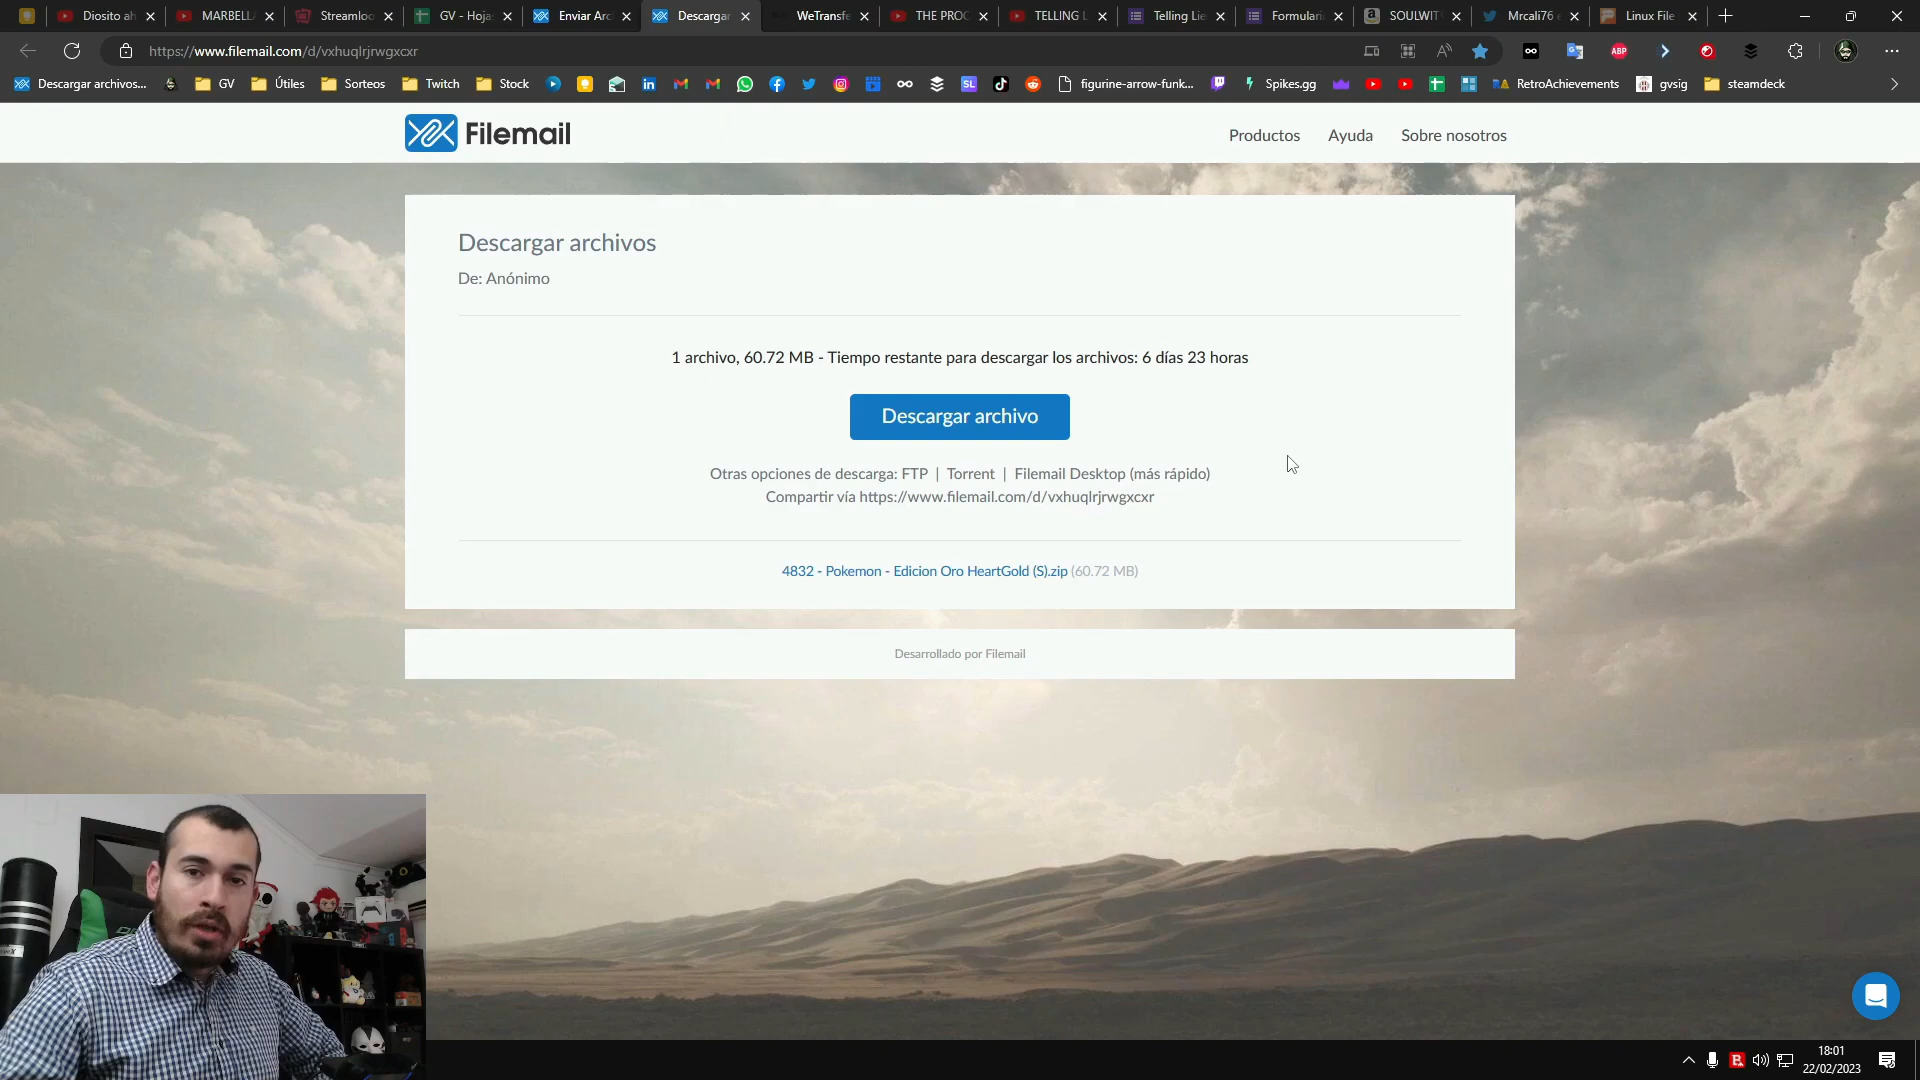 Diosito ah
MARBELLA
Streamloo
GV - Hojas
Enviar Arc
Descargar
WeTransfe
THE PROC
TELLING L
Telling Lie
Formulari
SOULWIT
Mrcali76 e
Linux File
https://www.filemail.com/d/vxhuqlrjrwgxcxr
ABP
Descargar archivos...
GV
Útiles
Sorteos
Twitch
Stock
figurine-arrow-funk...
Spikes.gg
RetroAchievements
gvsig
steamdeck
Filemail
Productos
Ayuda
Sobre nosotros
Descargar archivos
De: Anónimo
1 archivo, 60.72 MB - Tiempo restante para descargar los archivos: 6 días 23 horas
Descargar archivo
Otras opciones de descarga: FTP | Torrent | Filemail Desktop (más rápido)
Compartir vía https://www.filemail.com/d/vxhuqlrjrwgxcxr
4832 - Pokemon - Edicion Oro HeartGold (S).zip (60.72 MB)
Desarrollado por Filemail
18:01
22/02/2023